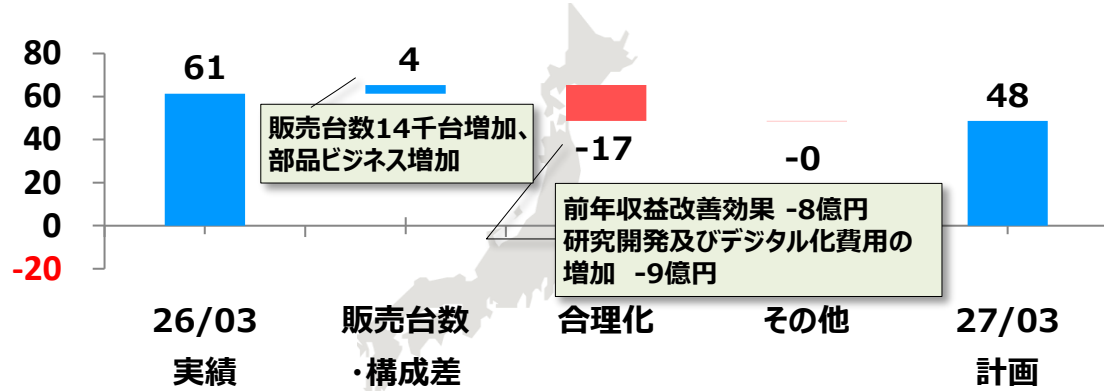 80
60
40
20
0
-20
61
4
-17
-0
48
販売台数14千台増加、
部品ビジネス増加
前年収益改善効果 -8億円
研究開発及びデジタル化費用の
増加 -9億円
26/03
実績
販売台数
・構成差
合理化
その他
27/03
計画